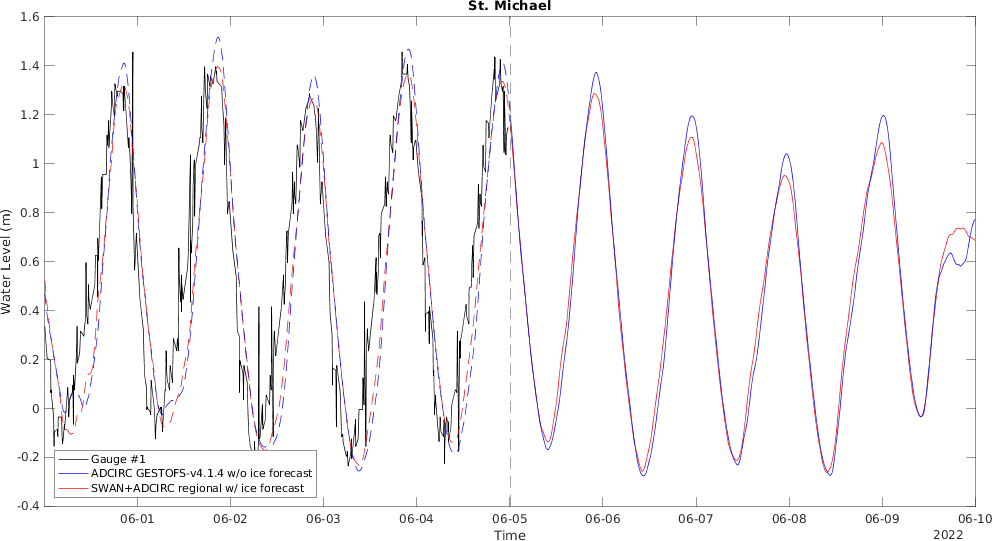 St. Michael
1.6
1.4
1.2
1
0.8
0.6
0.4
0.2
0
-0.2
-0.4
Water Level (m)
Gauge #1
ADCIRC GESTOFS-v4.1.4 w/o ice forecast
SWAN+ADCIRC regional w/ ice forecast
06-01 06-02 06-03 06-04 06-05 06-06 06-07 06-08 06-09 06-10
Time
2022